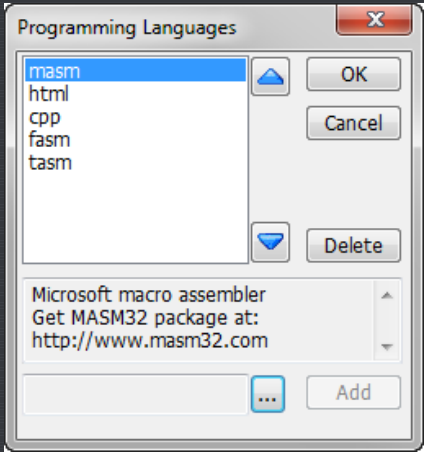 Programming Languages
masm
html
cpp
fasm
tasm
OK
Cancel
Delete
Microsoft macro assembler
Get MASM32 package at:
http://www.masm32.com
...
Add